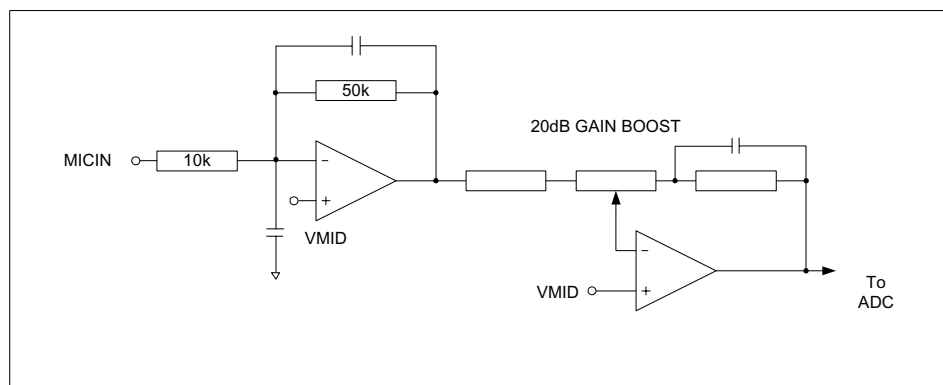 50k
20dB GAIN BOOST
MICIN
10k
−
+
VMID
−
VMID
+
To
ADC